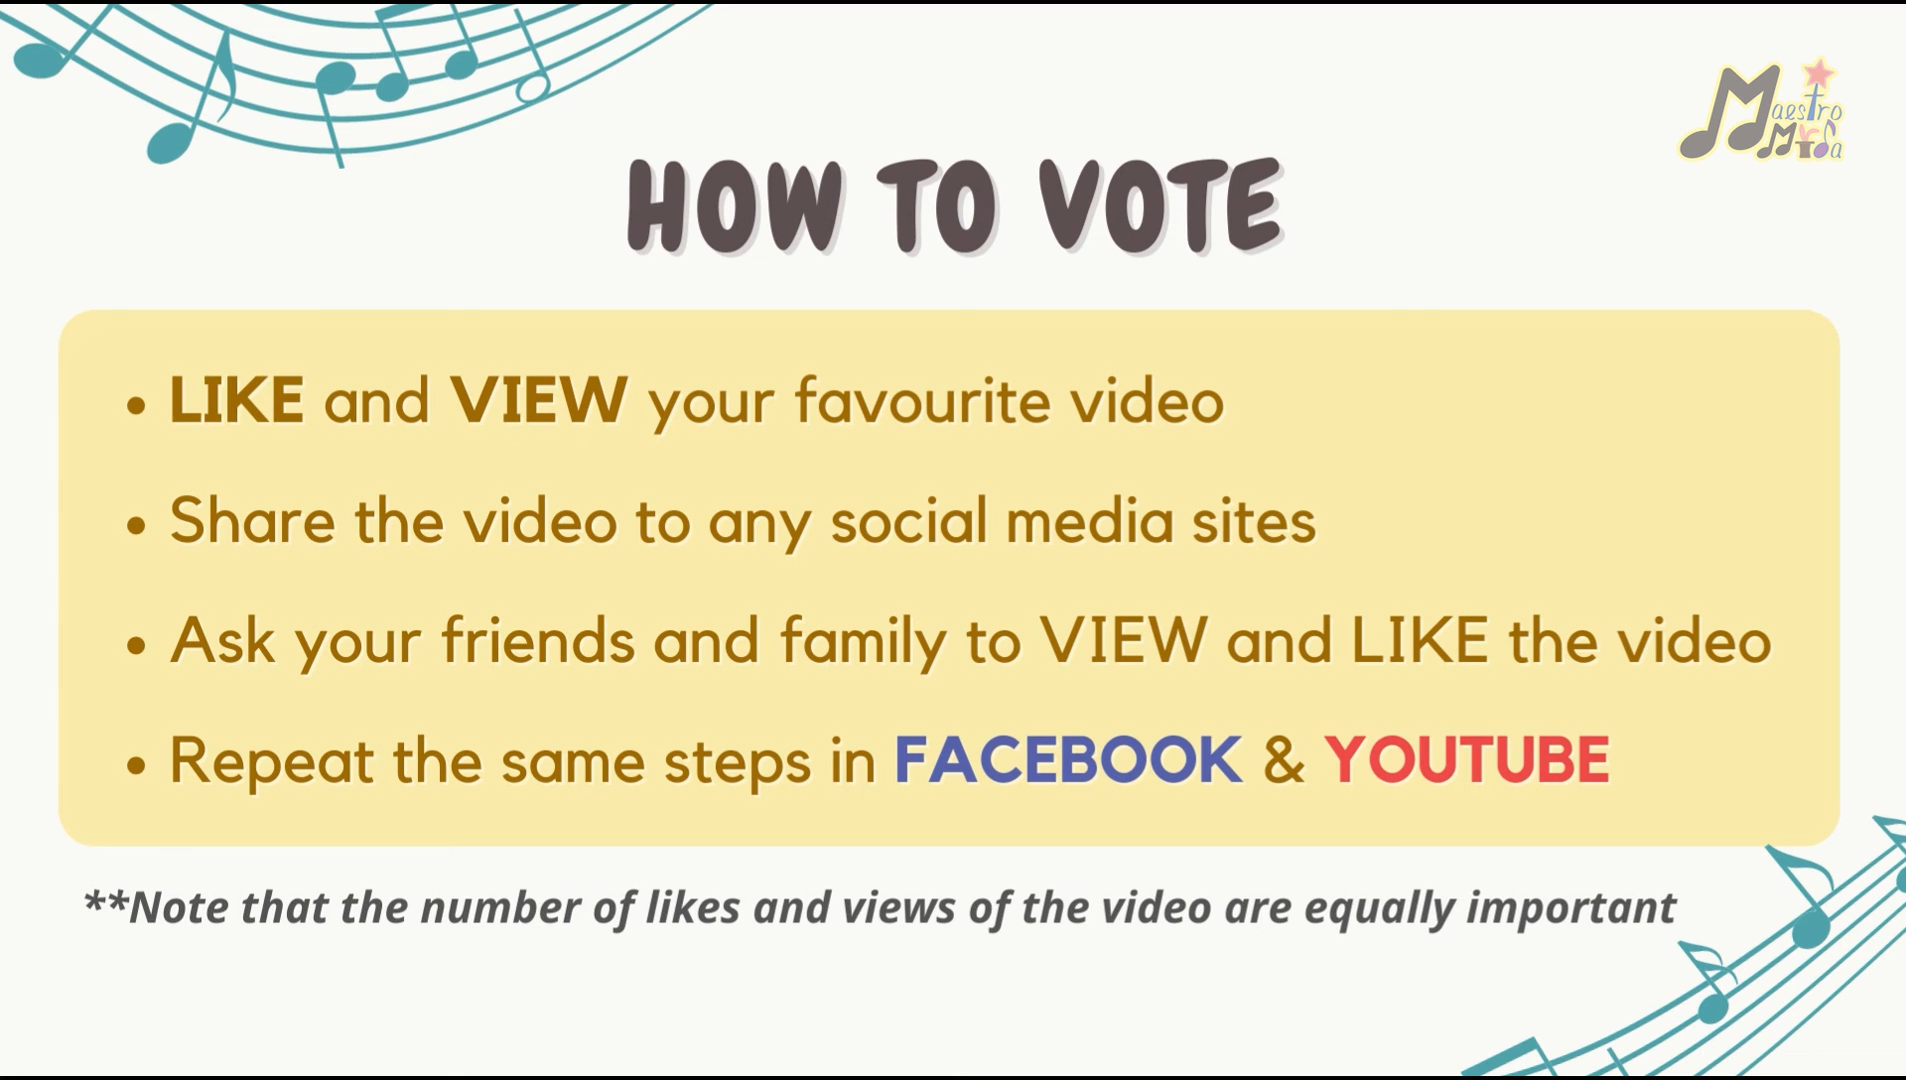 Maestro
Myda
HOW TO VOTE
• LIKE and VIEW your favourite video
• Share the video to any social media sites
• Ask your friends and family to VIEW and LIKE the video
• Repeat the same steps in FACEBOOK & YOUTUBE
**Note that the number of likes and views of the video are equally important